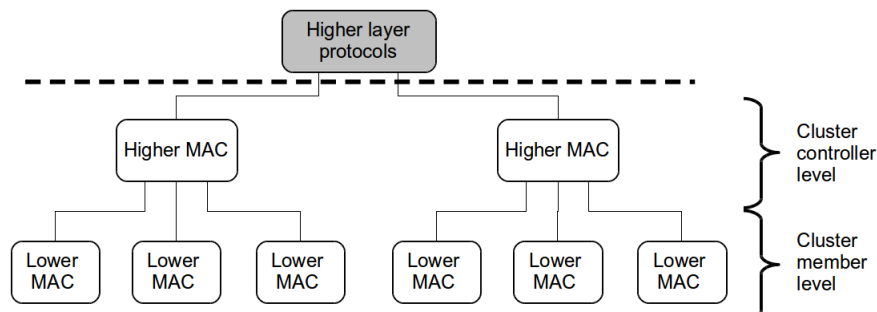 Higher layer
protocols
Higher MAC
Higher MAC
Cluster
controller
level
Lower
MAC
Lower
MAC
Lower
MAC
Lower
MAC
Lower
MAC
Lower
MAC
Cluster
member
level